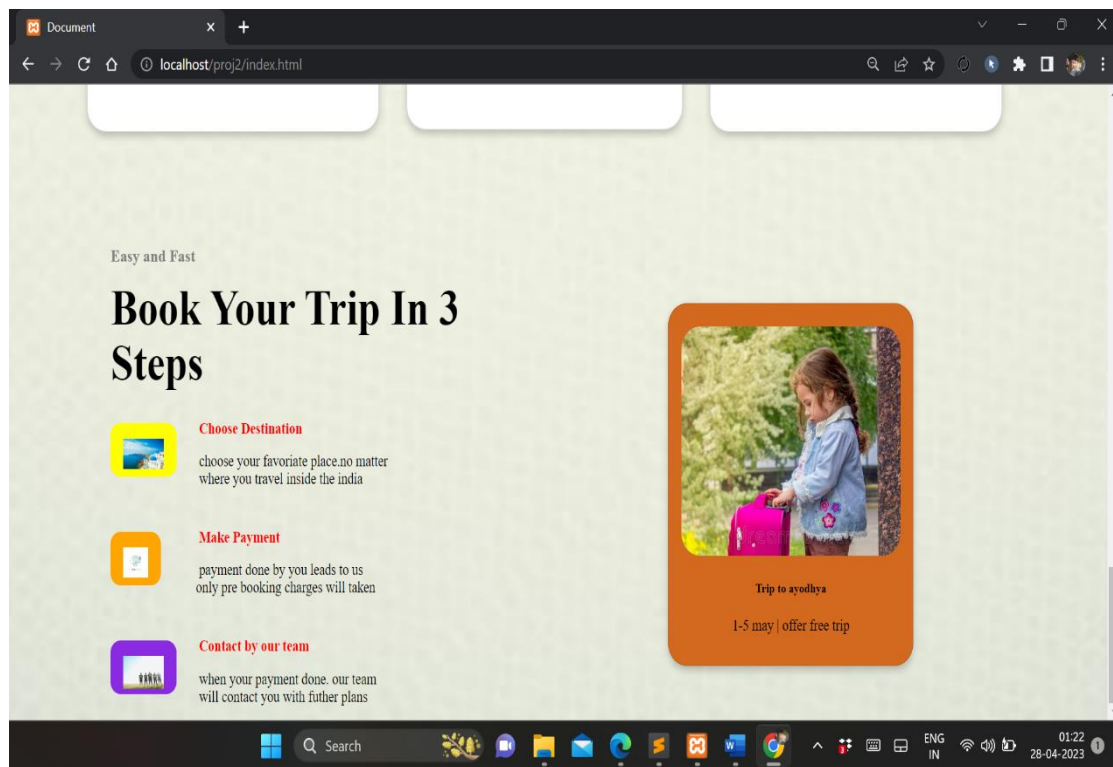 Document
localhost/proj2/index.html
Easy and Fast
Book Your Trip In 3
Steps
Choose Destination
choose your favoriate place.no matter
where you travel inside the india
Make Payment
payment done by you leads to us
only pre booking charges will taken
Contact by our team
when your payment done. our team
will contact you with futher plans
Trip to ayodhya
1-5 may | offer free trip
Search
ENG
IN
01:22
28-04-2023